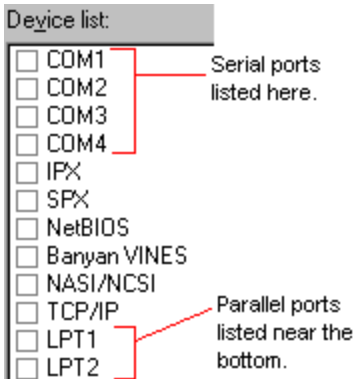 Device list:
COM1
COM2
COM3
COM4
IPX
SPX
NetBIOS
Banyan VINES
NASI/NCSI
TCP/IP
LPT1
LPT2
Serial ports
listed here.
Parallel ports
listed near the
bottom.